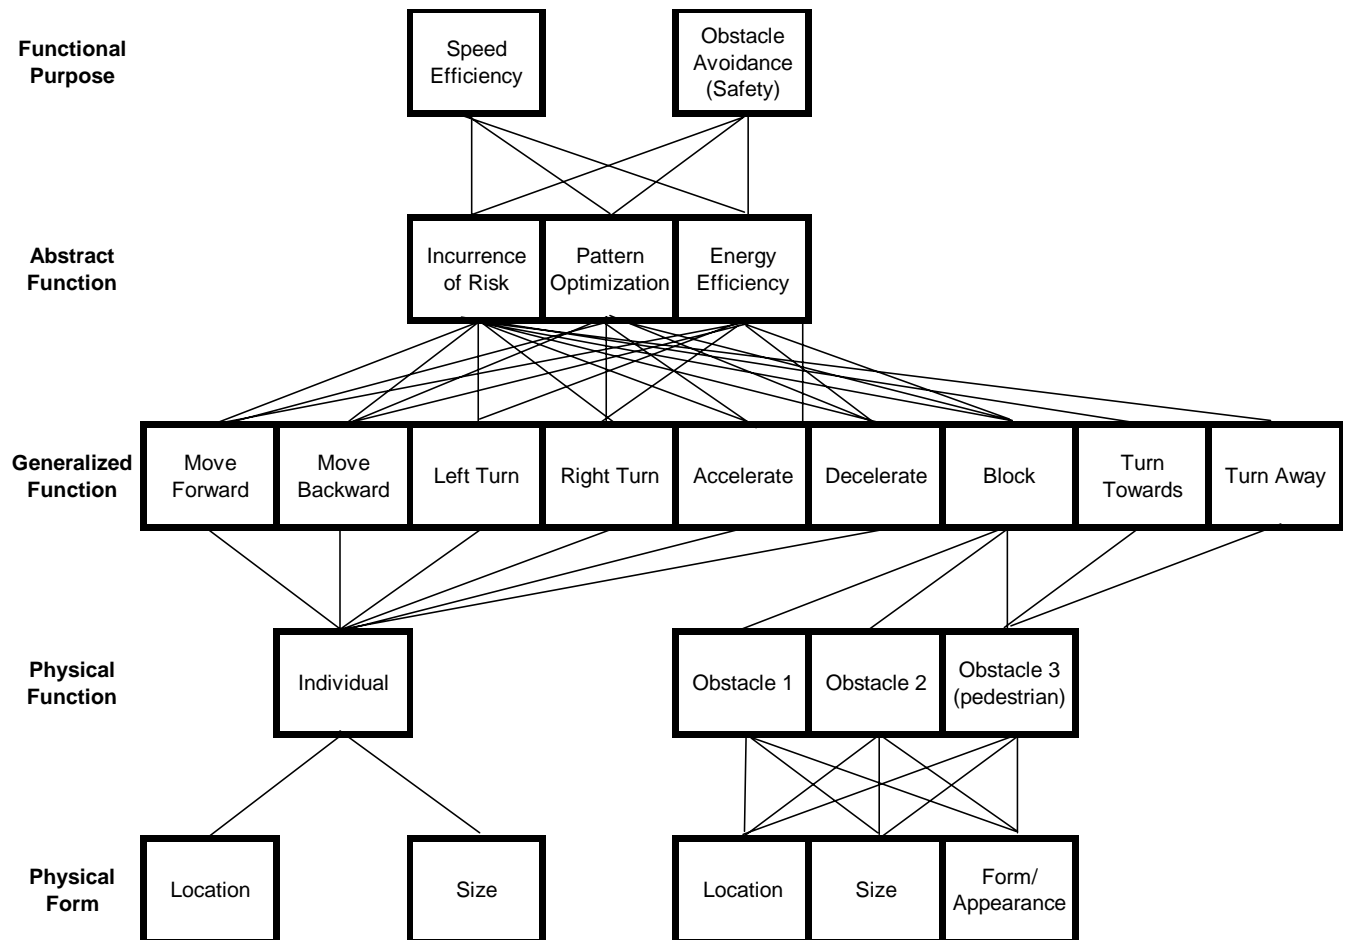 Functional
Purpose
Speed
Efficiency
Obstacle
Avoidance
(Safety)
Abstract
Function
Incurrence
of Risk
Pattern
Optimization
Energy
Efficiency
Generalized
Function
Move
Forward
Move
Backward
Left Turn
Right Turn
Accelerate
Decelerate
Block
Turn
Towards
Turn Away
Physical
Function
Individual
Obstacle 1
Obstacle 2
Obstacle 3
(pedestrian)
Physical
Form
Location
Size
Location
Size
Form/
Appearance